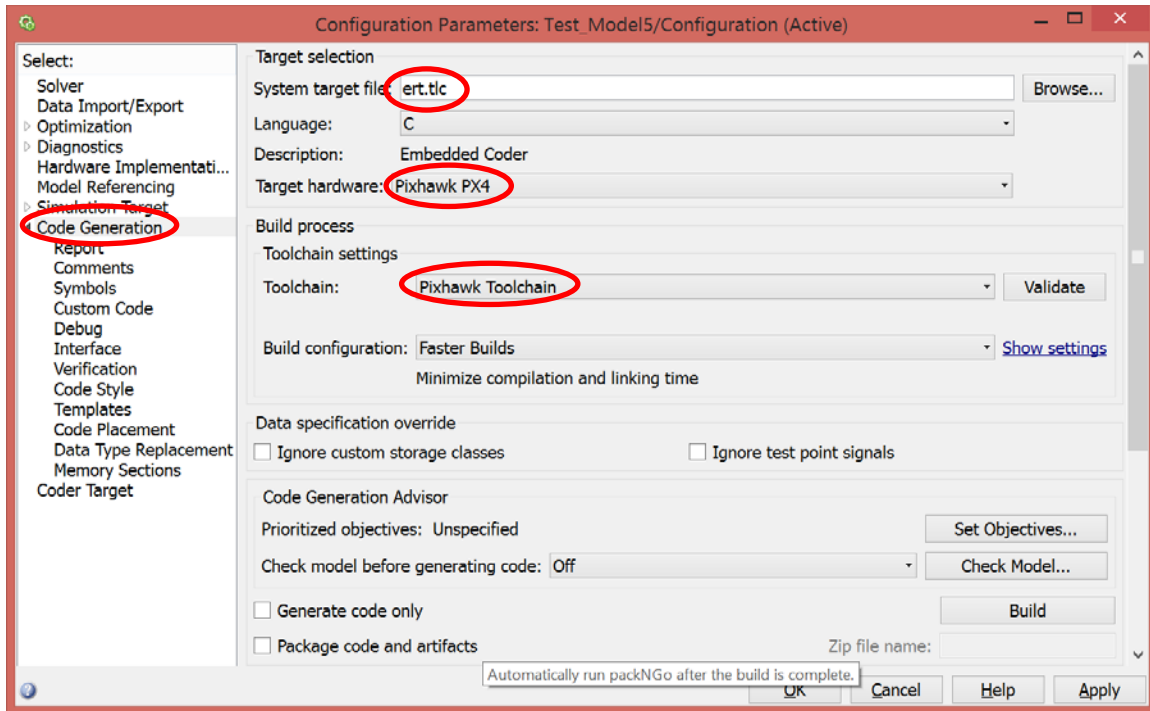 Configuration Parameters: Test_Model5/Configuration (Active)
Select:
Solver
Data Import/Export
Optimization
Diagnostics
Hardware Implementati...
Model Referencing
Simulation Target
Code Generation
Report
Comments
Symbols
Custom Code
Debug
Interface
Verification
Code Style
Templates
Code Placement
Data Type Replacement
Memory Sections
Coder Target
Target selection
System target file: ert.tlc Browse...
Language: C
Description: Embedded Coder
Target hardware: Pixhawk PX4
Build process
Toolchain settings
Toolchain: Pixhawk Toolchain Validate
Build configuration: Faster Builds Show settings
Minimize compilation and linking time
Data specification override
Ignore custom storage classes Ignore test point signals
Code Generation Advisor
Prioritized objectives: Unspecified Set Objectives...
Check model before generating code: Off Check Model...
Generate code only Build
Package code and artifacts Zip file name:
Automatically run packNGo after the build is complete.
OK Cancel Help Apply